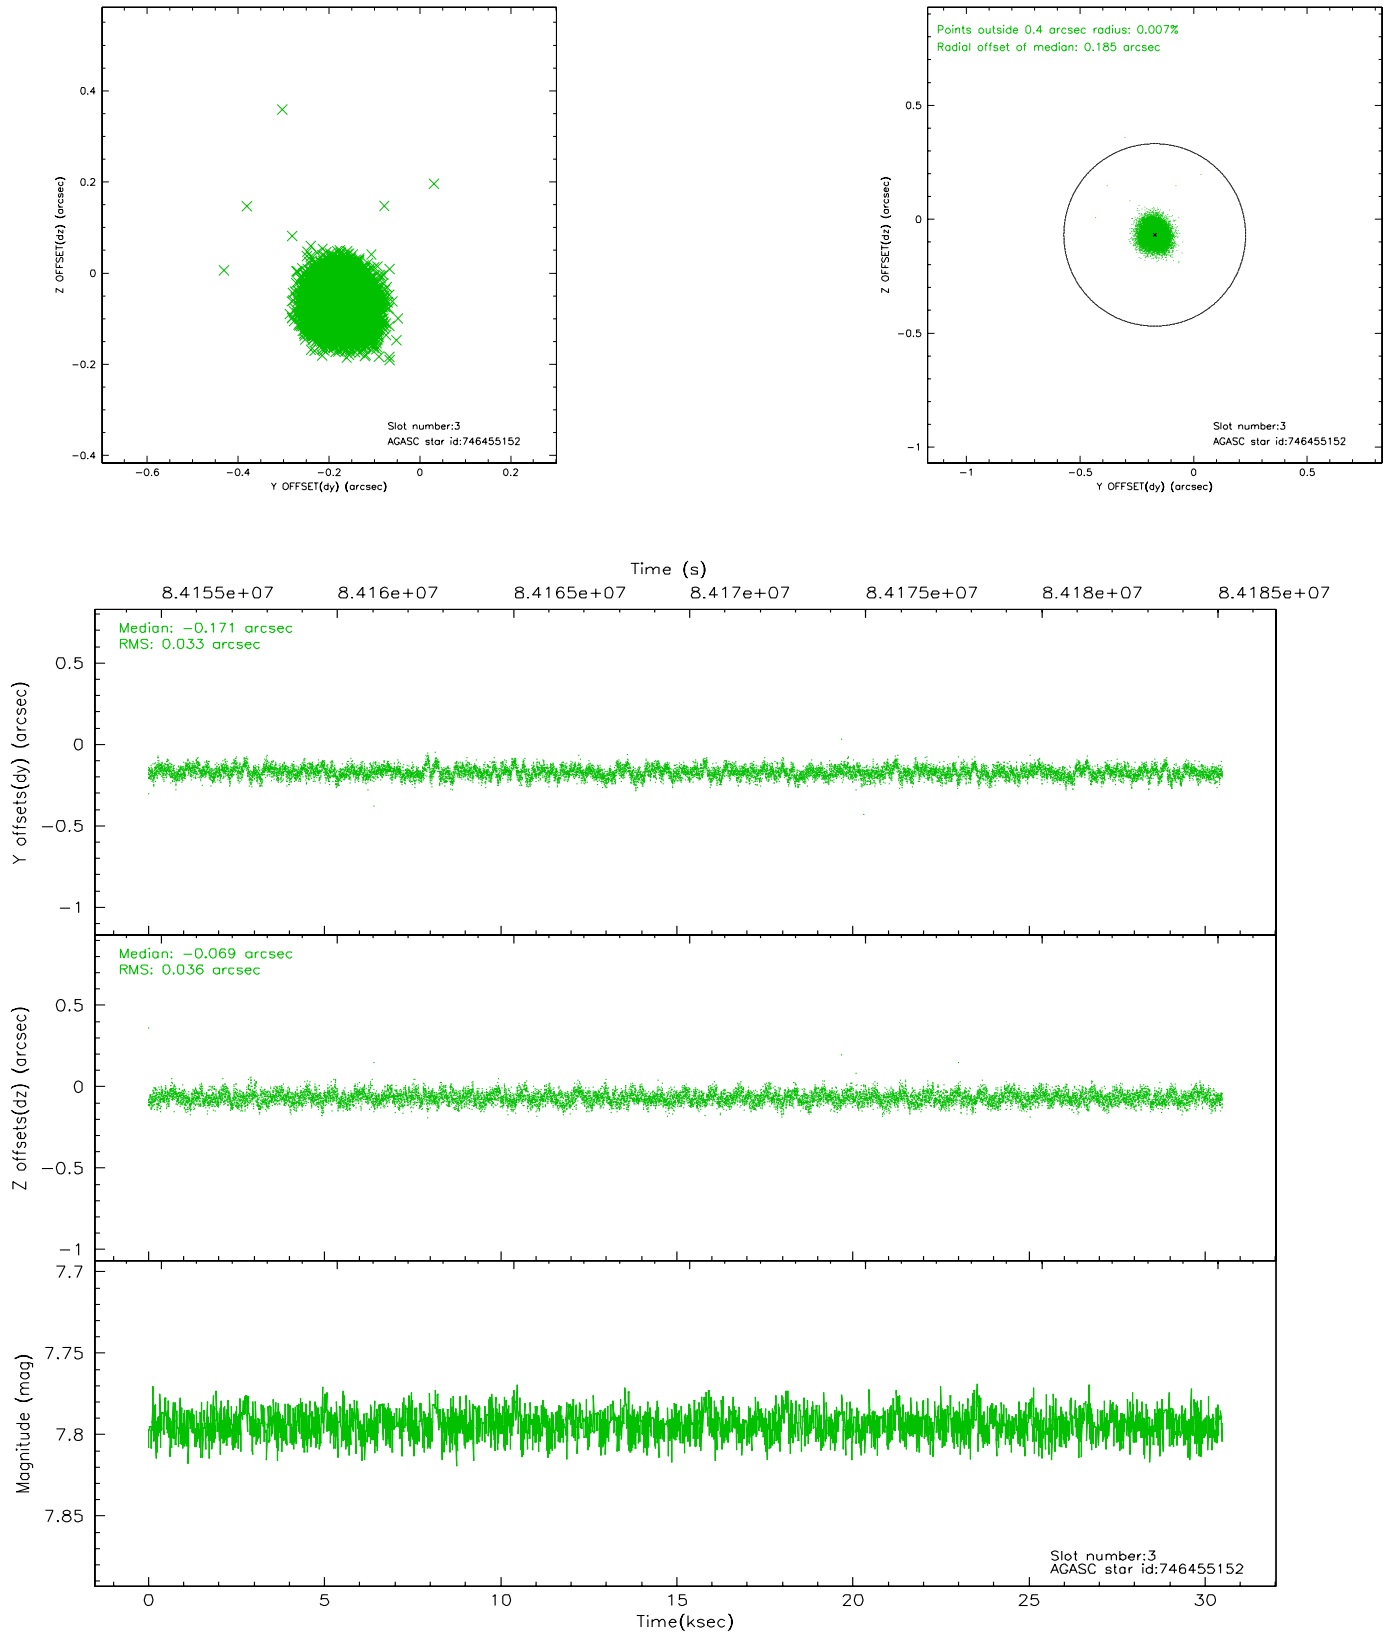 0.4
0.2
0
−0.2
−0.4
Z OFFSET(dz) (arcsec)
−0.6
−0.4
−0.2
0
0.2
Y OFFSET(dy) (arcsec)
Slot number:3
AGASC star id:746455152
Points outside 0.4 arcsec radius: 0.007%
Radial offset of median: 0.185 arcsec
0.5
0
−0.5
−1
Z OFFSET(dz) (arcsec)
−1
−0.5
0
0.5
Y OFFSET(dy) (arcsec)
Slot number:3
AGASC star id:746455152
Time (s)
8.4155e+07
8.416e+07
8.4165e+07
8.417e+07
8.4175e+07
8.418e+07
8.4185e+07
Median: −0.171 arcsec
RMS: 0.033 arcsec
0.5
0
−0.5
−1
Y offsets(dy) (arcsec)
Median: −0.069 arcsec
RMS: 0.036 arcsec
0.5
0
−0.5
−1
Z offsets(dz) (arcsec)
7.7
7.75
7.8
7.85
Magnitude (mag)
Slot number:3
AGASC star id:746455152
0
5
10
15
20
25
30
Time(ksec)